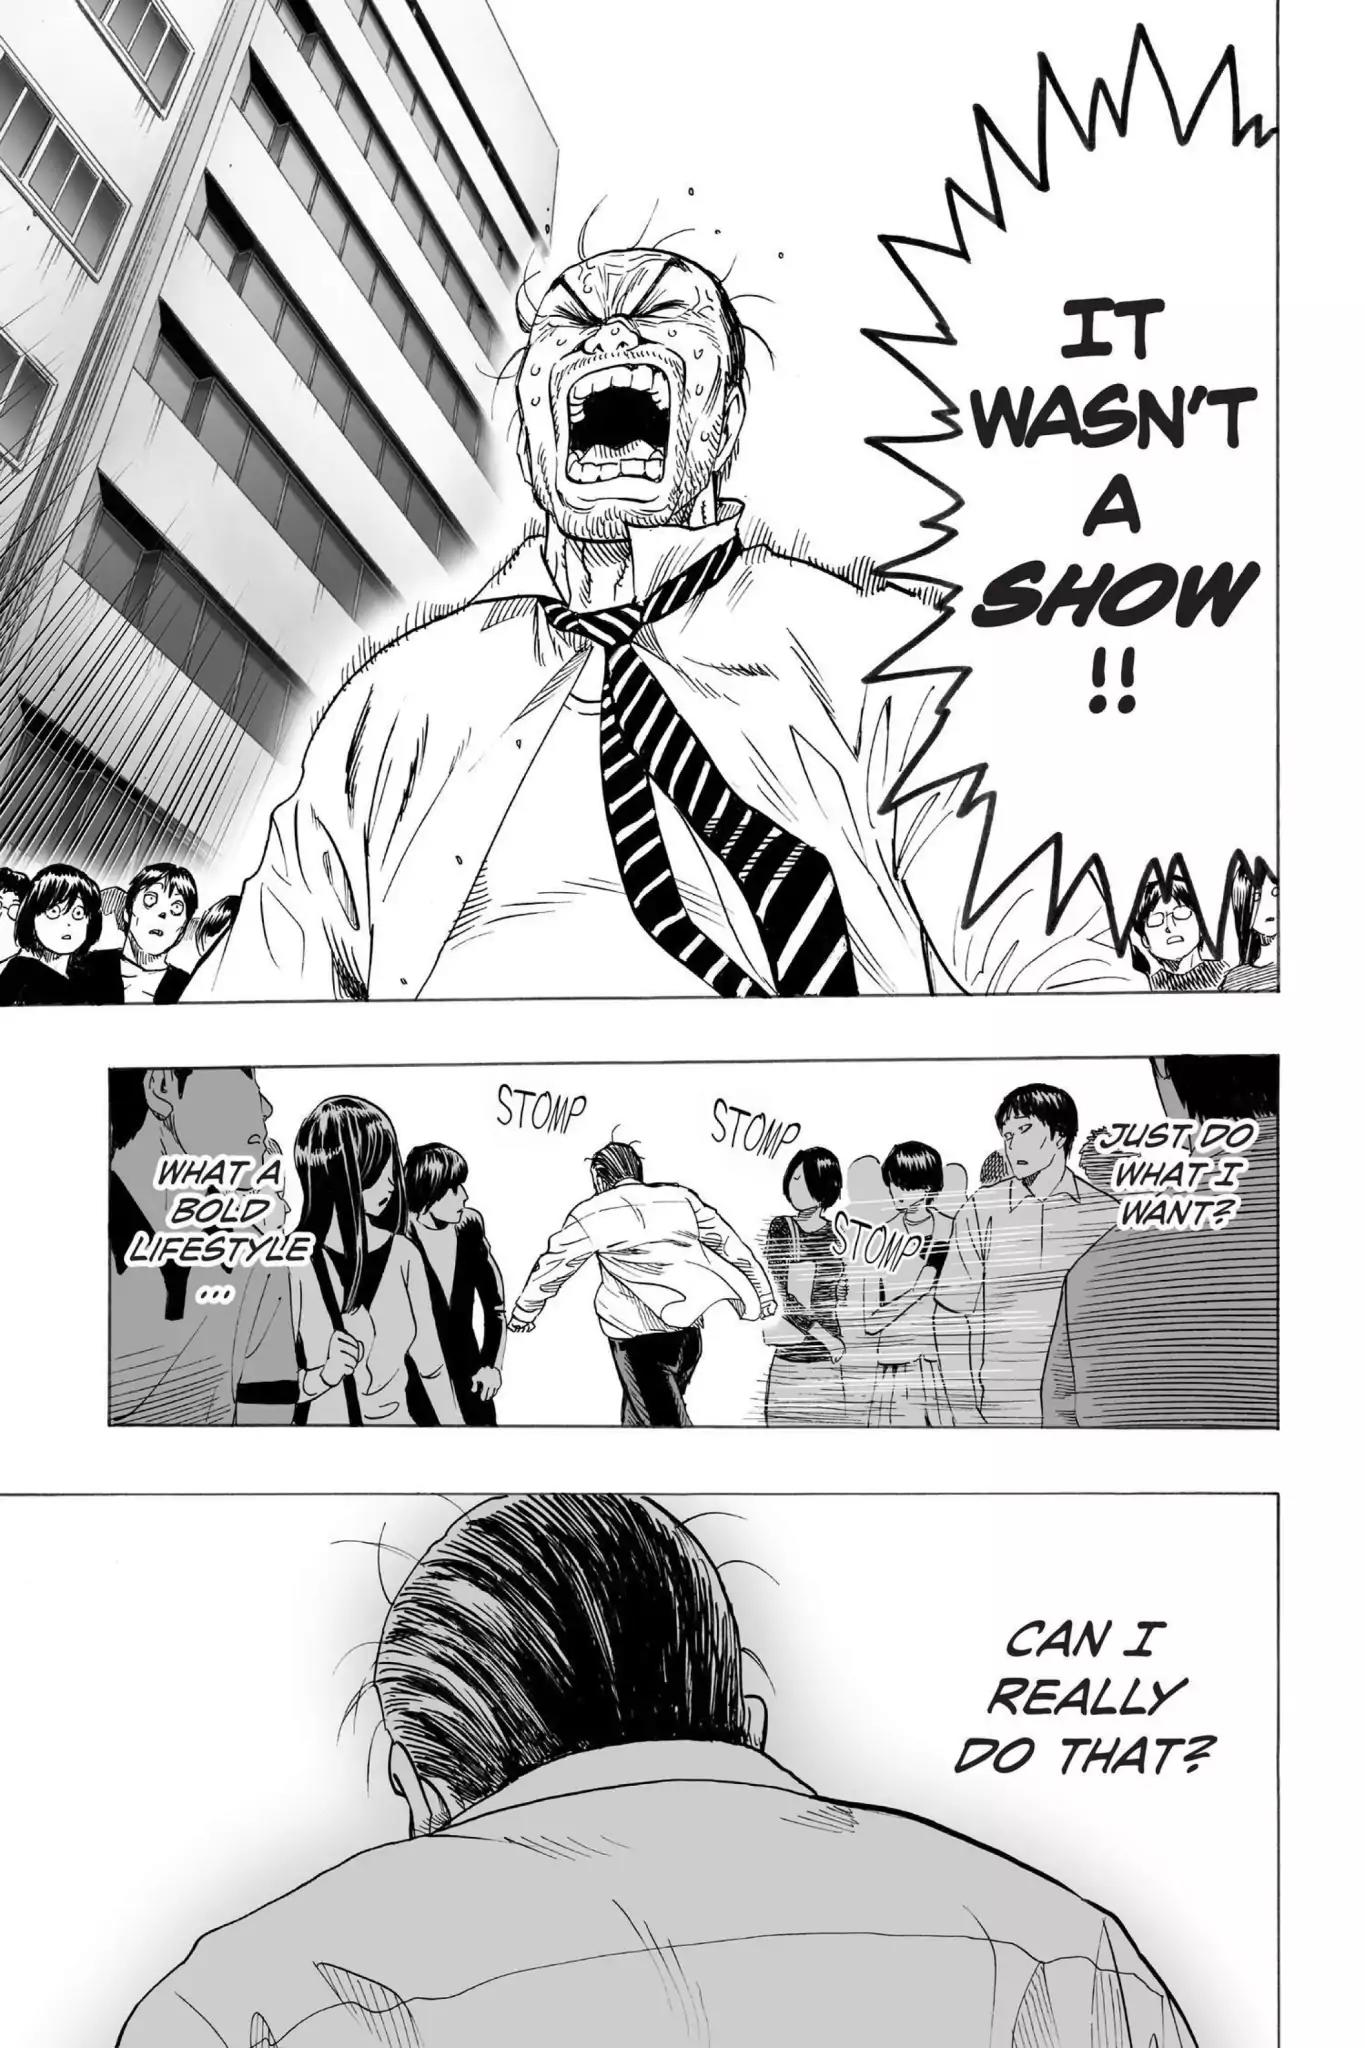 IT
WASN'T
A
SHOW
!!
JUST DO
WHAT I
WANT?
STOMP
STOMP
STOMP
WHAT A
BOLD
LIFESTYLE
...
CAN I
REALLY
DO THAT?